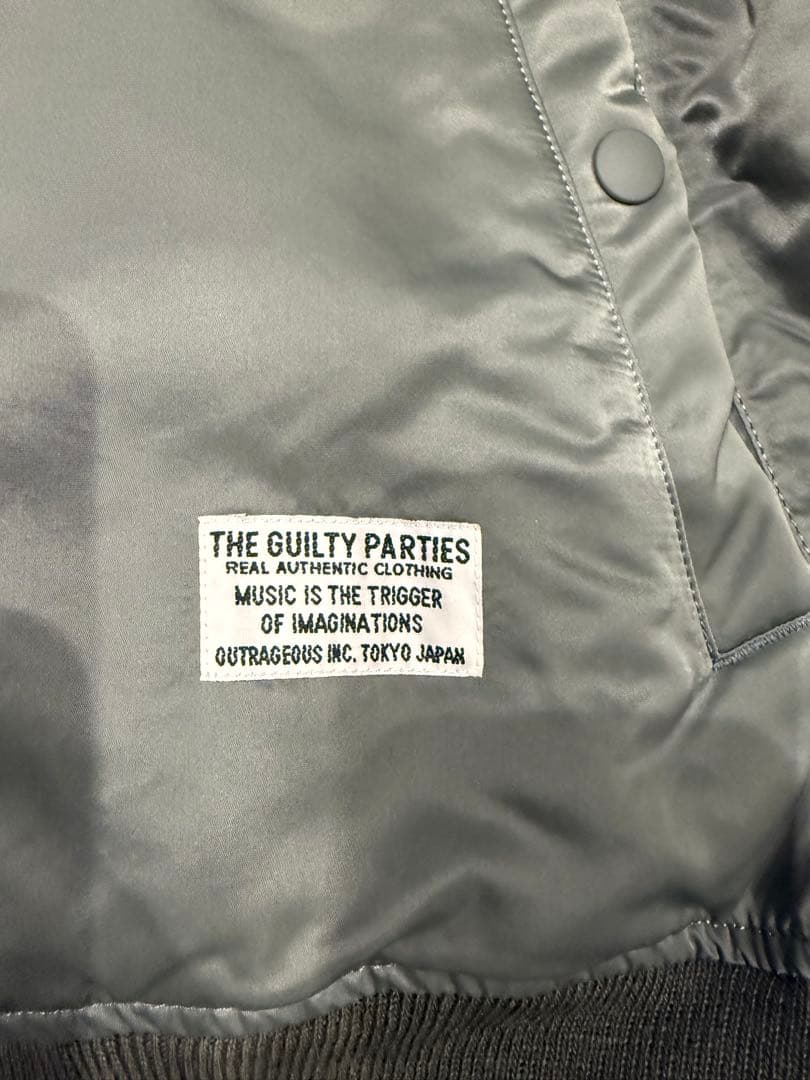 THE GUILTY PARTIES
REAL AUTHENTIC CLOTHING
MUSIC IS THE TRIGGER
OF IMAGINATIONS
OUTRAGEOUS INC. TOKYO JAPAN